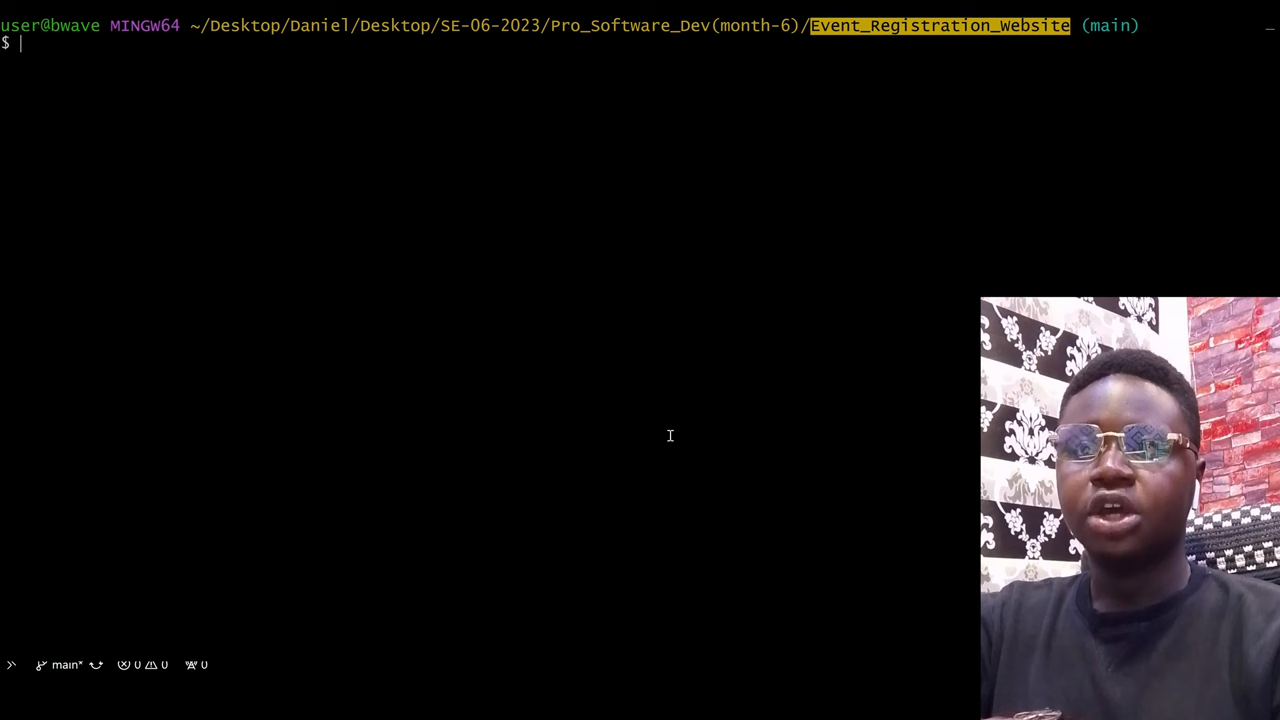 user@bwave MINGW64 ~/Desktop/Daniel/Desktop/SE-06-2023/Pro_Software_Dev(month-6)/Event_Registration_Website (main)
$
main* 0 0 0